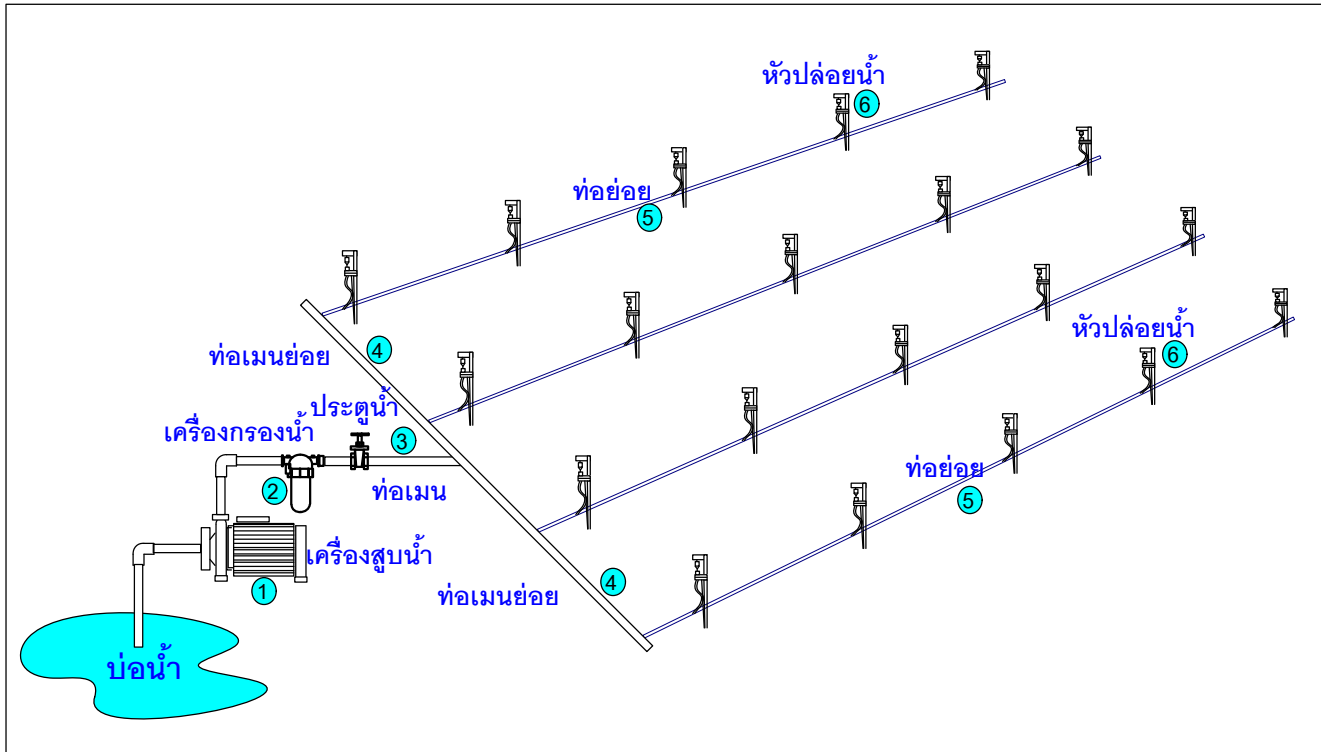 หัวปล่อยน้ำ
6
ท่อย่อย
5
ท่อเมนย่อย
4
หัวปล่อยน้ำ
6
ประตูน้ำ
3
เครื่องกรองน้ำ
2
ท่อเมน
ท่อย่อย
5
เครื่องสูบน้ำ
1
ท่อเมนย่อย
4
บ่อน้ำ